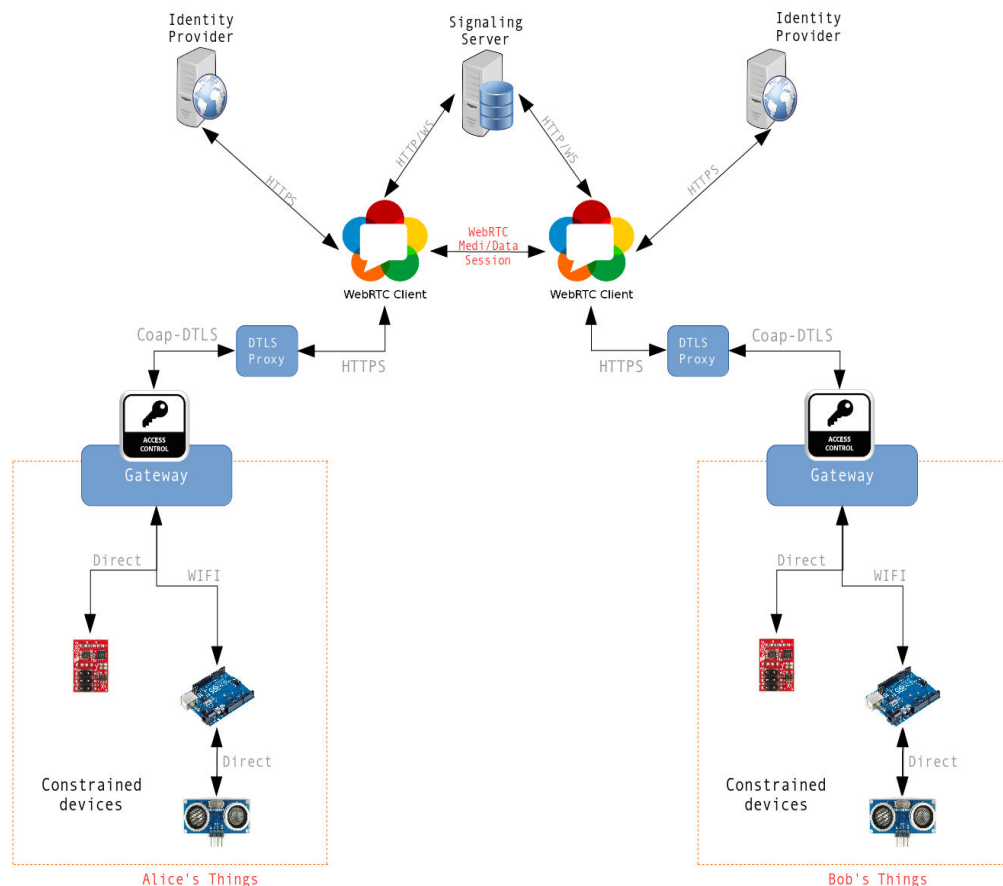 Identity
Provider
Signaling
Server
Identity
Provider
HTTPS
HTTP/WS
HTTP/WS
HTTPS
WebRTC
Medi/Data
Session
WebRTC Client
WebRTC Client
Coap-DTLS
DTLS
Proxy
HTTPS
HTTPS
DTLS
Proxy
Coap-DTLS
ACCESS
CONTROL
Gateway
ACCESS
CONTROL
Gateway
Direct
WIFI
Direct
WIFI
Direct
Constrained
devices
Direct
Constrained
devices
Alice's Things
Bob's Things